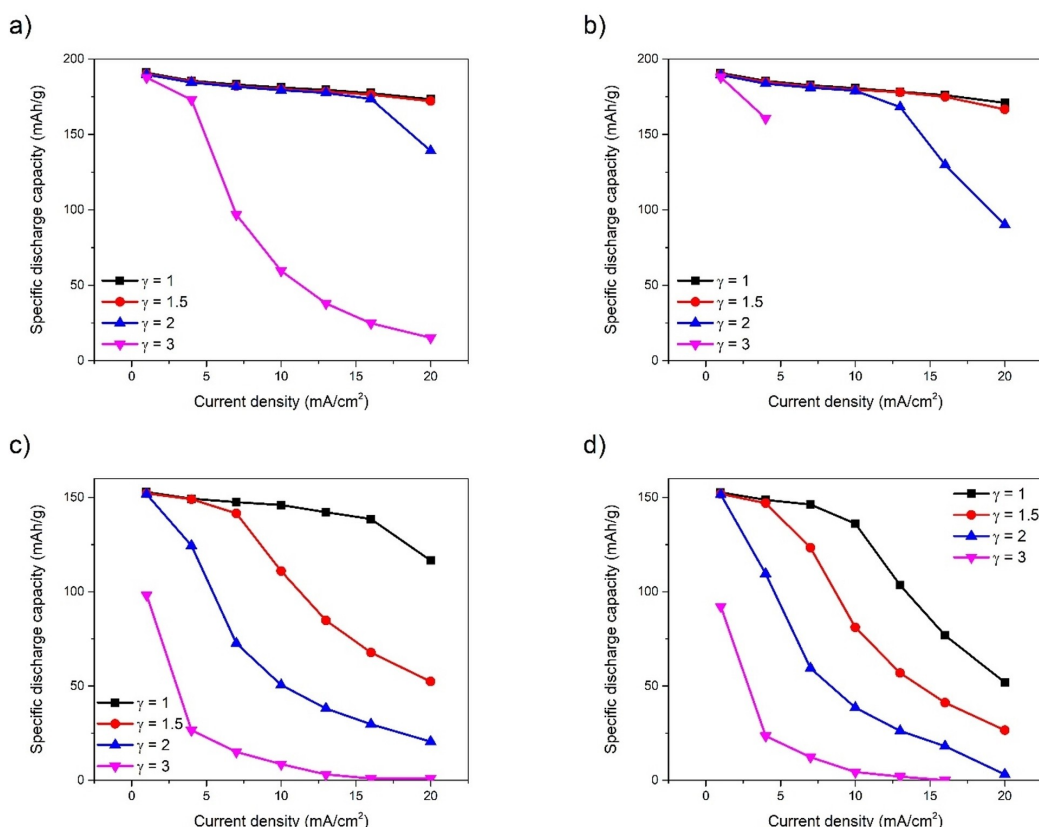 a)
200
150
100
50
0
Specific discharge capacity (mAh/g)
γ = 1
γ = 1.5
γ = 2
γ = 3
0 5 10 15 20
Current density (mA/cm²)
b)
200
150
100
50
0
Specific discharge capacity (mAh/g)
γ = 1
γ = 1.5
γ = 2
γ = 3
0 5 10 15 20
Current density (mA/cm²)
c)
150
100
50
0
Specific discharge capacity (mAh/g)
γ = 1
γ = 1.5
γ = 2
γ = 3
0 5 10 15 20
Current density (mA/cm²)
d)
150
100
50
0
Specific discharge capacity (mAh/g)
γ = 1
γ = 1.5
γ = 2
γ = 3
0 5 10 15 20
Current density (mA/cm²)